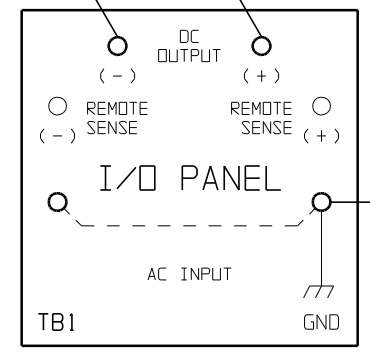 DC
OUTPUT
(-) (+)
REMOTE REMOTE
(-) SENSE SENSE (+)
I/O PANEL
AC INPUT
TB1 GND